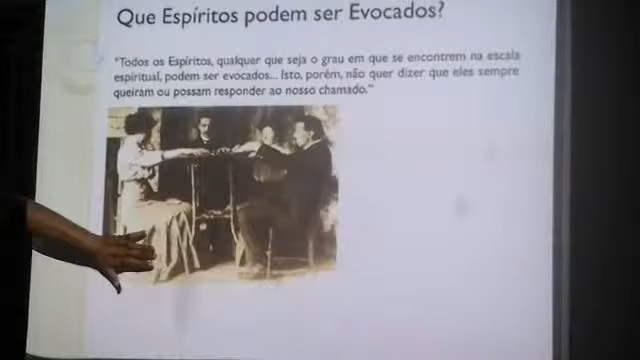 Que Espíritos podem ser Evocados?
"Todos os Espíritos, qualquer que seja o grau em que se encontrem na escala
espiritual, podem ser evocados... Isto, porém, não quer dizer que eles sempre
queiram ou possam responder ao nosso chamado."